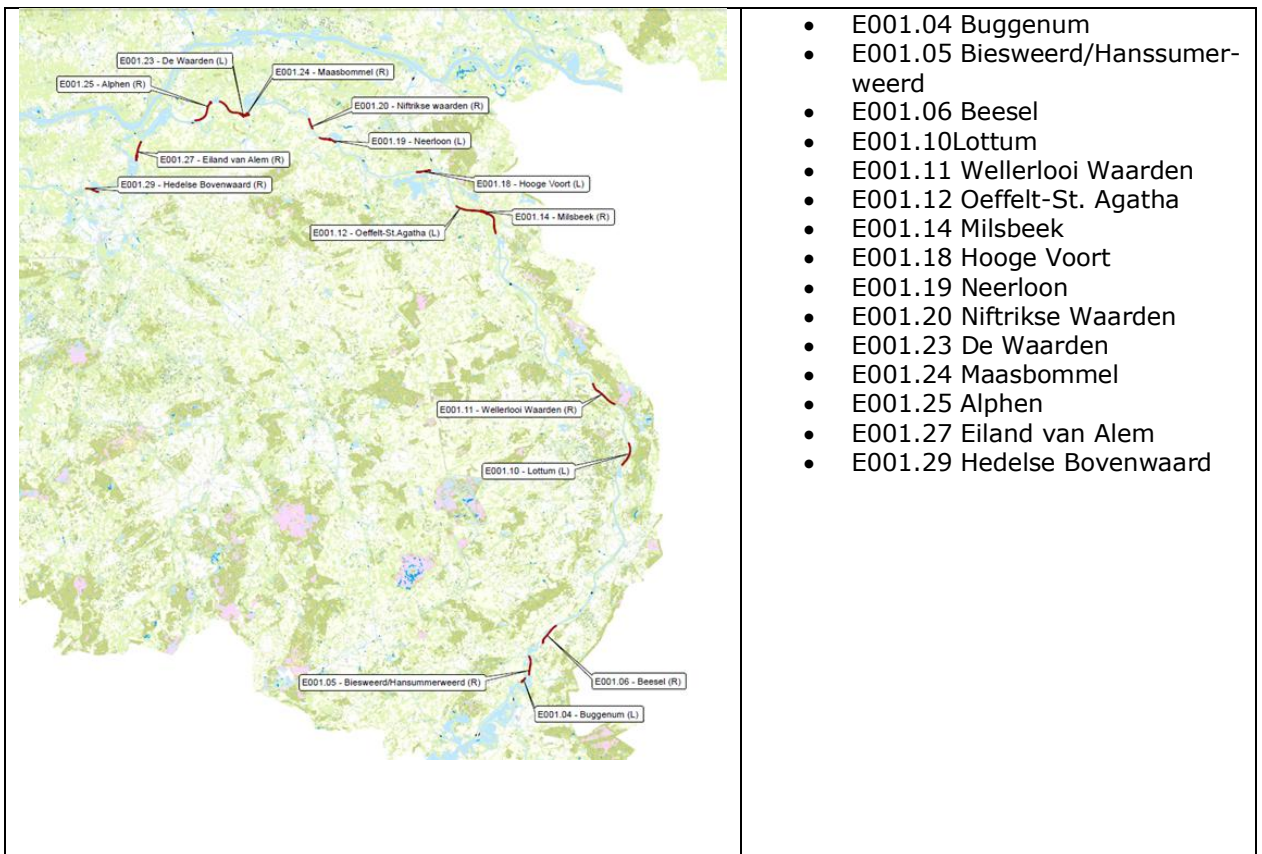 E001.23 - De Waarden (L)
E001.24 - Maasbommel (R)
E001.25 - Alphen (R)
E001.20 - Niftrikse waarden (R)
E001.19 - Neerloon (L)
E001.27 - Eiland van Alem (R)
E001.29 - Hedelse Bovenwaard (R)
E001.18 - Hooge Voort (L)
E001.14 - Milsbeek (R)
E001.12 - Oeffelt-St.Agatha (L)
E001.11 - Wellerlooi Waarden (R)
E001.10 - Lottum (L)
E001.05 - Biesweerd/Hansummerweerd (R)
E001.06 - Beesel (R)
E001.04 - Buggenum (L)
• E001.04 Buggenum
• E001.05 Biesweerd/Hanssumer-
weerd
• E001.06 Beesel
• E001.10Lottum
• E001.11 Wellerlooi Waarden
• E001.12 Oeffelt-St. Agatha
• E001.14 Milsbeek
• E001.18 Hooge Voort
• E001.19 Neerloon
• E001.20 Niftrikse Waarden
• E001.23 De Waarden
• E001.24 Maasbommel
• E001.25 Alphen
• E001.27 Eiland van Alem
• E001.29 Hedelse Bovenwaard